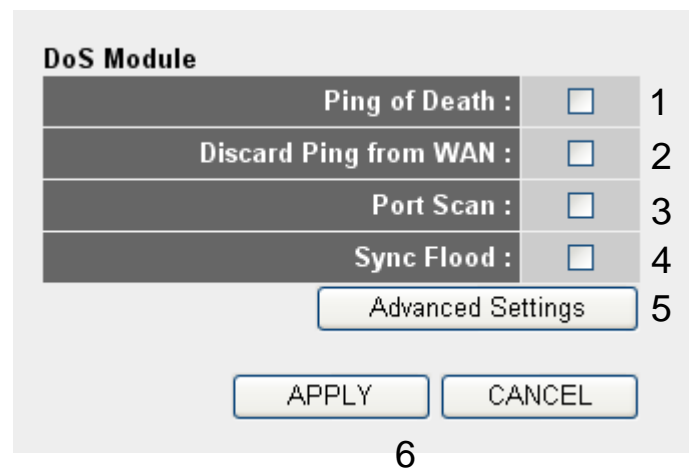 DoS Module
Ping of Death : 1
Discard Ping from WAN : 2
Port Scan : 3
Sync Flood : 4
Advanced Settings 5
APPLY CANCEL
6